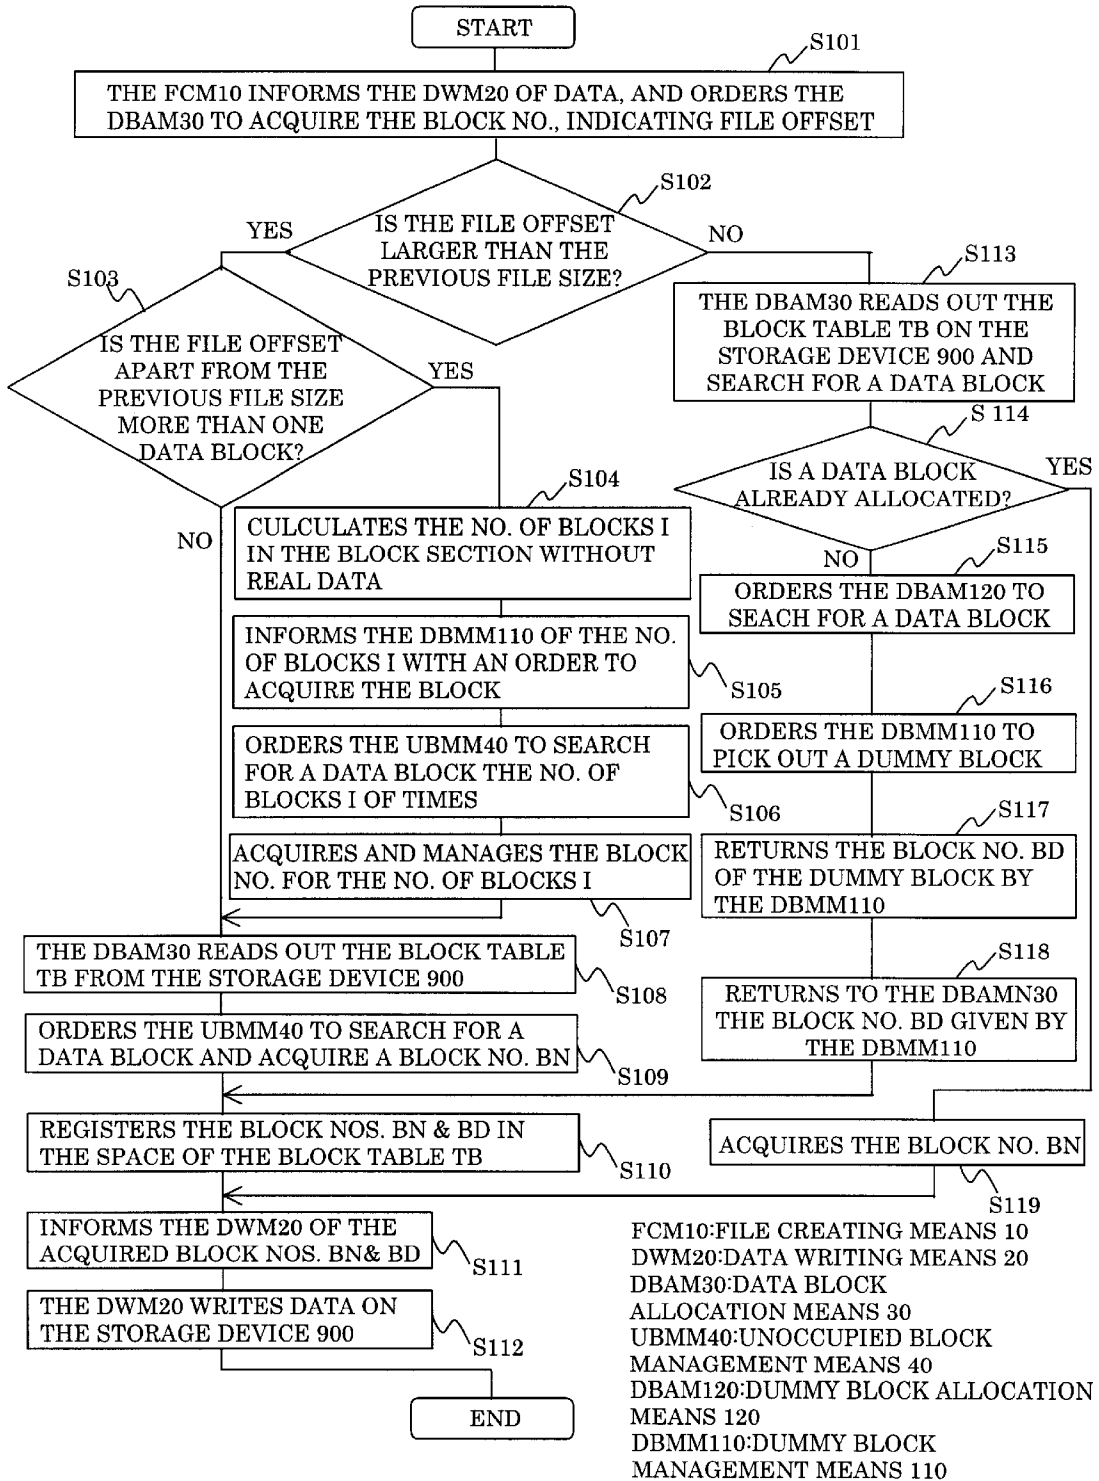 START
S101
THE FCM10 INFORMS THE DWM20 OF DATA, AND ORDERS THE
DBAM30 TO ACQUIRE THE BLOCK NO., INDICATING FILE OFFSET
S102
IS THE FILE OFFSET
LARGER THAN THE
PREVIOUS FILE SIZE?
YES
NO
S103
IS THE FILE OFFSET
APART FROM THE
PREVIOUS FILE SIZE
MORE THAN ONE
DATA BLOCK?
YES
NO
S113
THE DBAM30 READS OUT THE
BLOCK TABLE TB ON THE
STORAGE DEVICE 900 AND
SEARCH FOR A DATA BLOCK
S 114
IS A DATA BLOCK
ALREADY ALLOCATED?
YES
NO
S104
CULCULATES THE NO. OF BLOCKS I
IN THE BLOCK SECTION WITHOUT
REAL DATA
S115
ORDERS THE DBAM120 TO
SEACH FOR A DATA BLOCK
INFORMS THE DBMM110 OF THE NO.
OF BLOCKS I WITH AN ORDER TO
ACQUIRE THE BLOCK
S105
S116
ORDERS THE DBMM110 TO
PICK OUT A DUMMY BLOCK
ORDERS THE UBMM40 TO SEARCH
FOR A DATA BLOCK THE NO. OF
BLOCKS I OF TIMES
S106
S117
RETURNS THE BLOCK NO. BD
OF THE DUMMY BLOCK BY
THE DBMM110
ACQUIRES AND MANAGES THE BLOCK
NO. FOR THE NO. OF BLOCKS I
S107
THE DBAM30 READS OUT THE BLOCK TABLE
TB FROM THE STORAGE DEVICE 900
S108
S118
RETURNS TO THE DBAMN30
THE BLOCK NO. BD GIVEN BY
THE DBMM110
ORDERS THE UBMM40 TO SEARCH FOR A
DATA BLOCK AND ACQUIRE A BLOCK NO. BN
S109
REGISTERS THE BLOCK NOS. BN & BD IN
THE SPACE OF THE BLOCK TABLE TB
S110
ACQUIRES THE BLOCK NO. BN
S119
INFORMS THE DWM20 OF THE
ACQUIRED BLOCK NOS. BN& BD
S111
THE DWM20 WRITES DATA ON
THE STORAGE DEVICE 900
S112
END
FCM10:FILE CREATING MEANS 10
DWM20:DATA WRITING MEANS 20
DBAM30:DATA BLOCK
ALLOCATION MEANS 30
UBMM40:UNOCCUPIED BLOCK
MANAGEMENT MEANS 40
DBAM120:DUMMY BLOCK ALLOCATION
MEANS 120
DBMM110:DUMMY BLOCK
MANAGEMENT MEANS 110